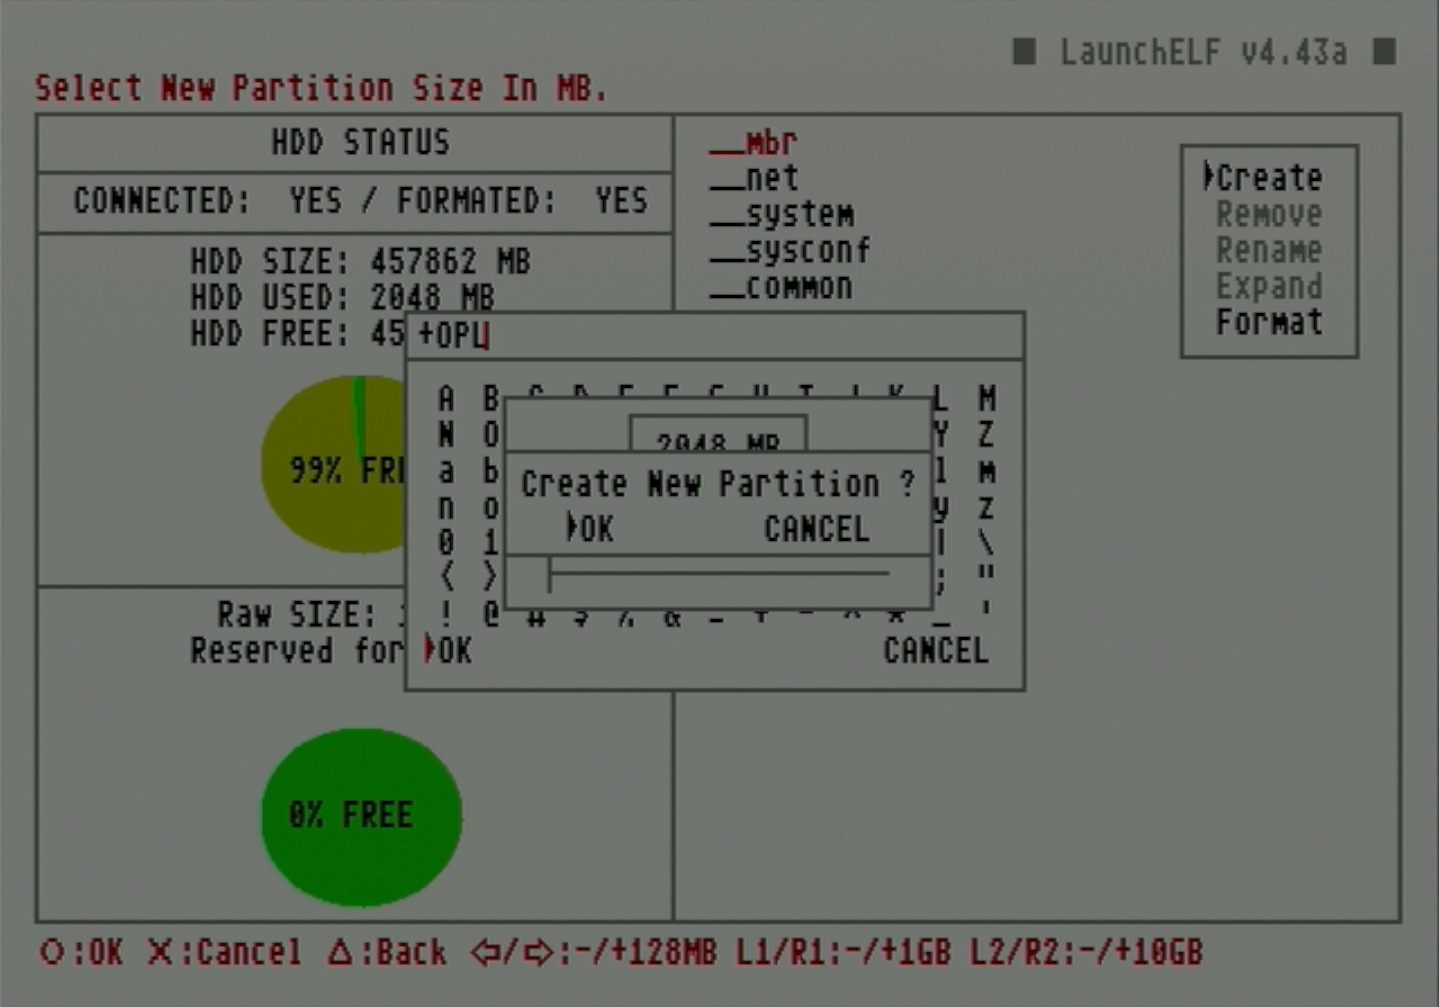 ■ LaunchELF v4.43a ■
Select New Partition Size In MB.
HDD STATUS
CONNECTED: YES / FORMATED: YES
HDD SIZE: 457862 MB
HDD USED: 2048 MB
HDD FREE: 45
99% FRE
Raw SIZE:
Reserved for
0% FREE
__mbr
__net
__system
__sysconf
__common
Create
Remove
Rename
Expand
Format
+OPL
A B C D E F G H I J K L M
N O Y Z
a b l m
n o y z
0 1 | \
< > ; "
! @ # $ % & - + = ^ * _ '
OK CANCEL
2048 MB
Create New Partition ?
OK CANCEL
O:OK X:Cancel △:Back ⇦/⇨:-/+128MB L1/R1:-/+1GB L2/R2:-/+10GB